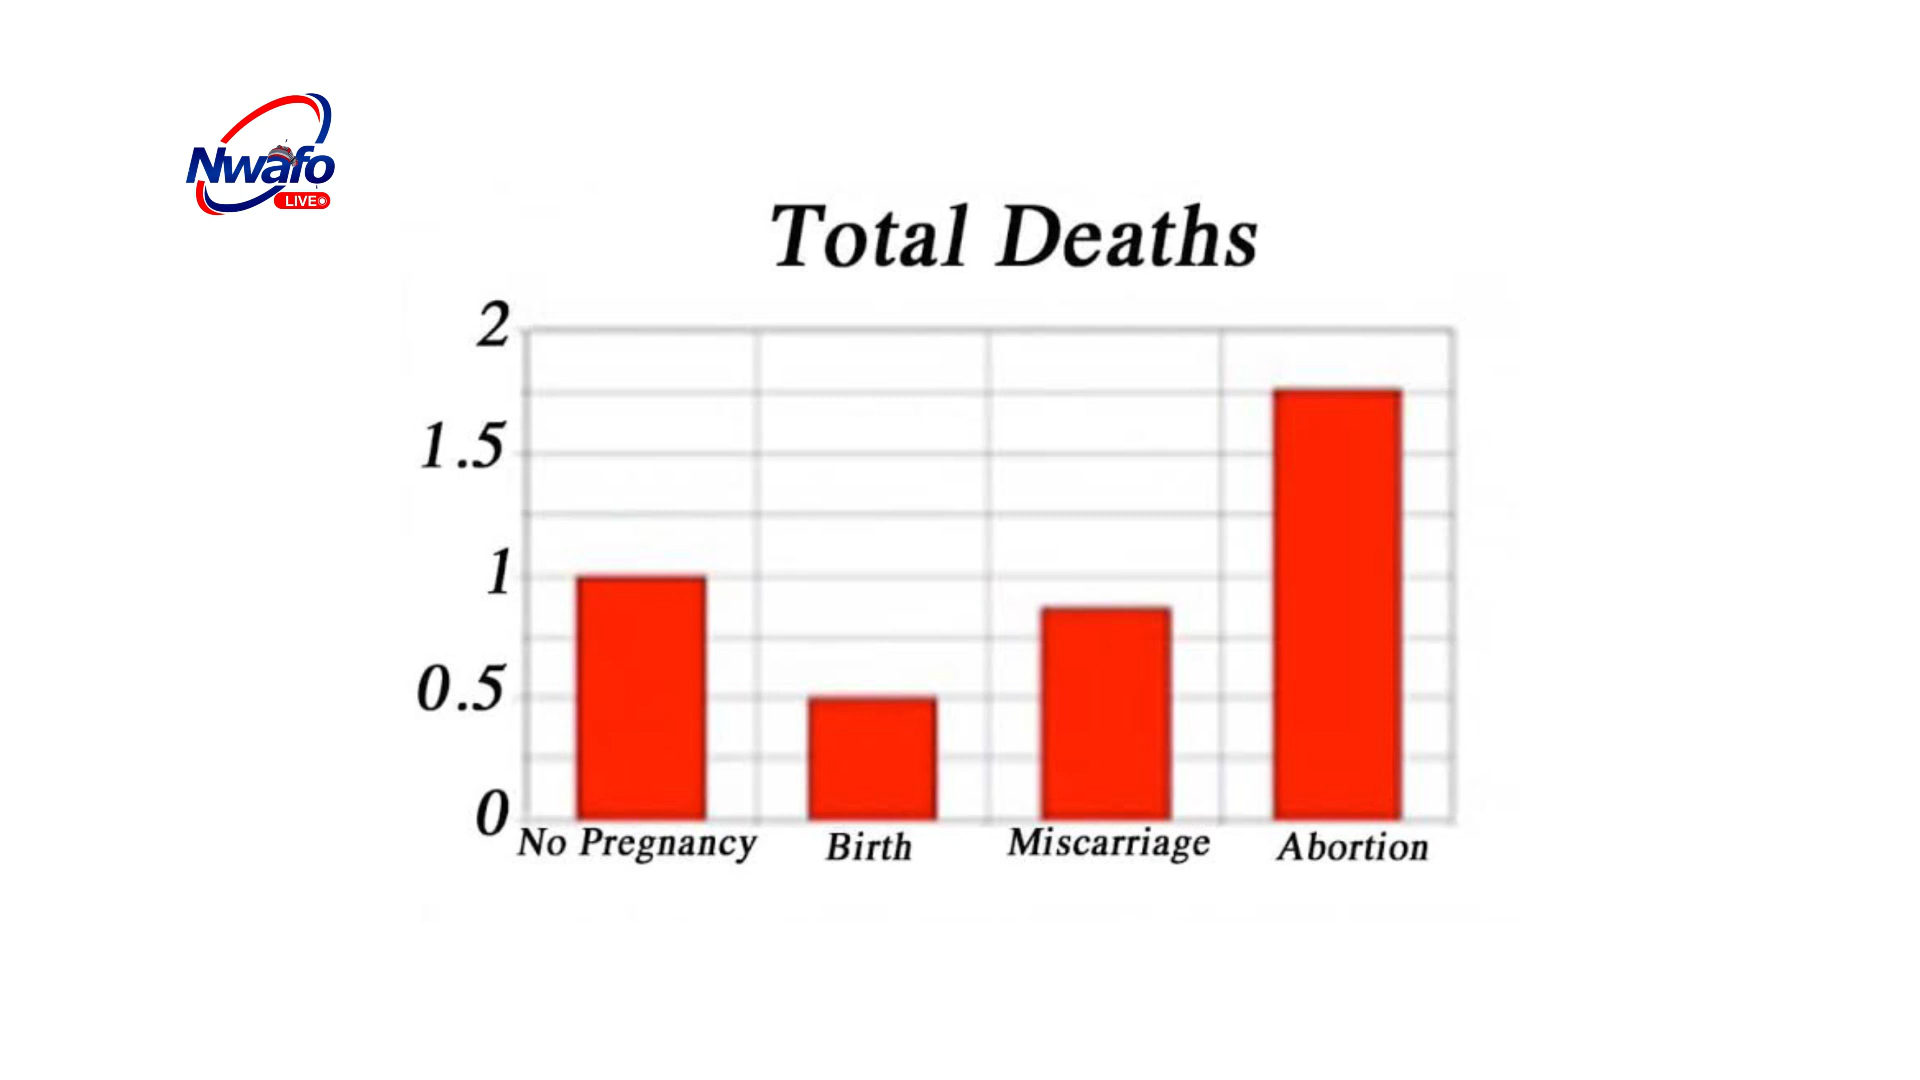 Nwafo
LIVE
Total Deaths
2
1.5
1
0.5
0
No Pregnancy
Birth
Miscarriage
Abortion